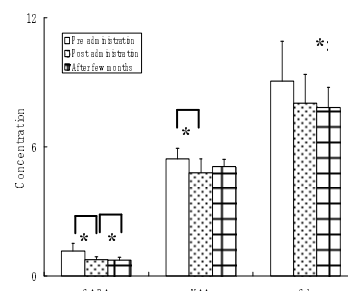 12
Pre administration
Post administration
After few months
*:
*
6
Concentration
* *
0